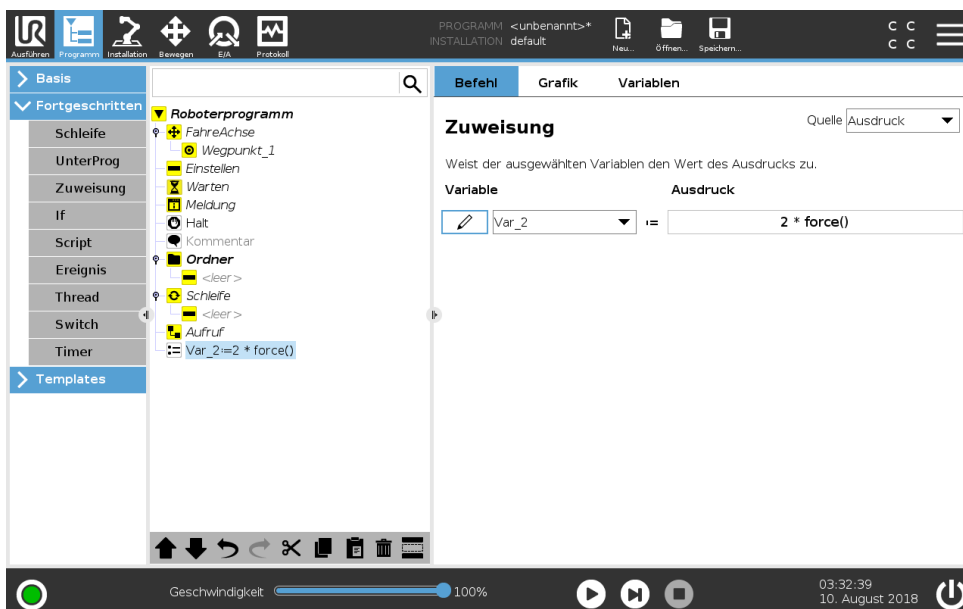 UR
PROGRAMM <unbenannt>*
INSTALLATION default
C C
C C
Ausführen Programm Installation Bewegen E/A Protokoll Neu... Öffnen... Speichern...
Basis
Fortgeschritten
Schleife
UnterProg
Zuweisung
If
Script
Ereignis
Thread
Switch
Timer
Templates
Roboterprogramm
FahreAchse
Wegpunkt_1
Einstellen
Warten
Meldung
Halt
Kommentar
Ordner
<leer>
Schleife
<leer>
Aufruf
Var_2:=2 * force()
Befehl Grafik Variablen
Zuweisung
Quelle Ausdruck
Weist der ausgewählten Variablen den Wert des Ausdrucks zu.
Variable Ausdruck
Var_2 := 2 * force()
Geschwindigkeit 100%
03:32:39
10. August 2018